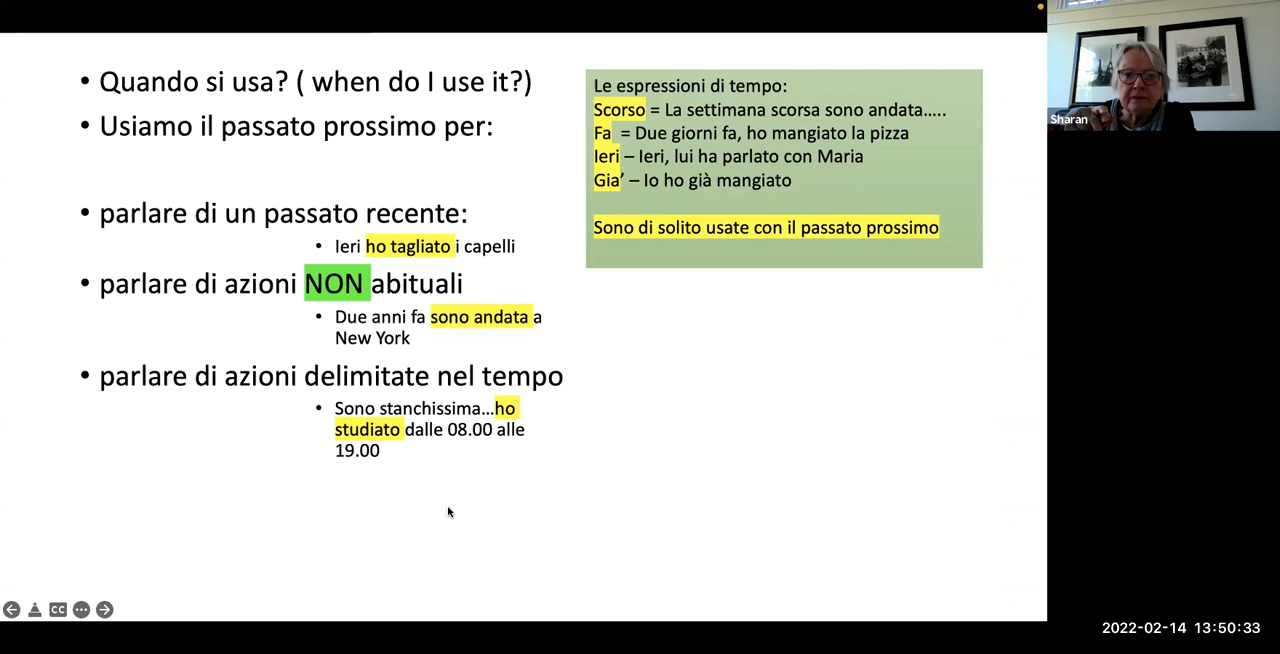 • Quando si usa? ( when do I use it?)
• Usiamo il passato prossimo per:
• parlare di un passato recente:
• Ieri ho tagliato i capelli
• parlare di azioni NON abituali
• Due anni fa sono andata a
New York
• parlare di azioni delimitate nel tempo
• Sono stanchissima...ho
studiato dalle 08.00 alle
19.00
Le espressioni di tempo:
Scorso = La settimana scorsa sono andata.....
Fa  = Due giorni fa, ho mangiato la pizza
Ieri – Ieri, lui ha parlato con Maria
Gia’ – Io ho già mangiato
Sono di solito usate con il passato prossimo
Sharan
CC
2022-02-14 13:50:33